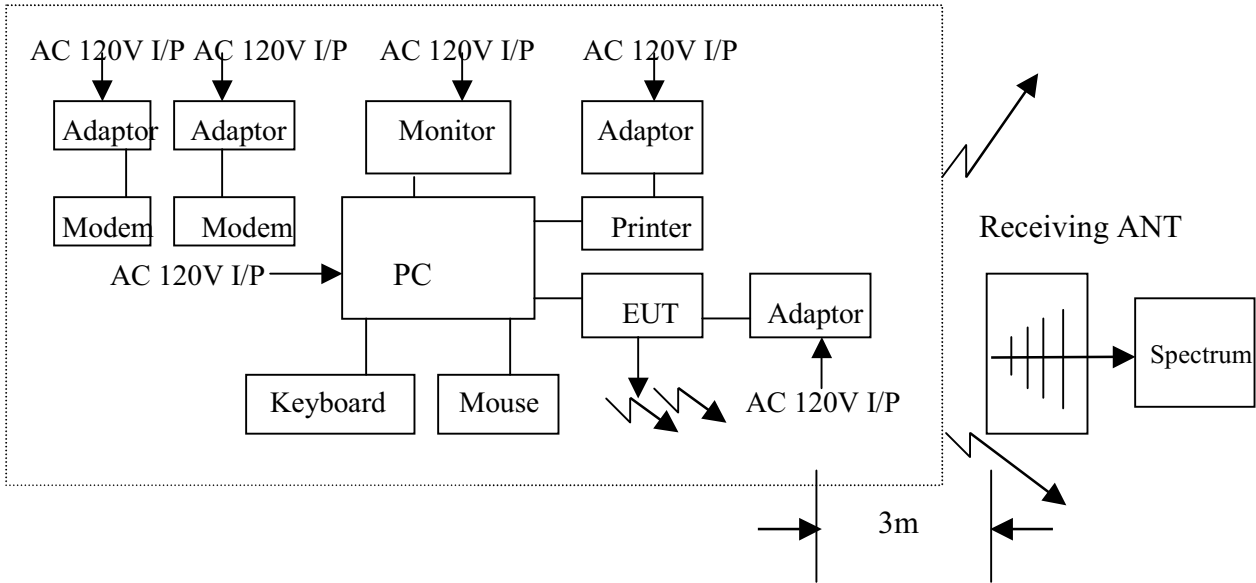 AC 120V I/P AC 120V I/P AC 120V I/P AC 120V I/P
Adaptor Adaptor Monitor Adaptor
Modem Modem Printer Receiving ANT
AC 120V I/P PC
EUT Adaptor
Spectrum
Keyboard Mouse AC 120V I/P
3m